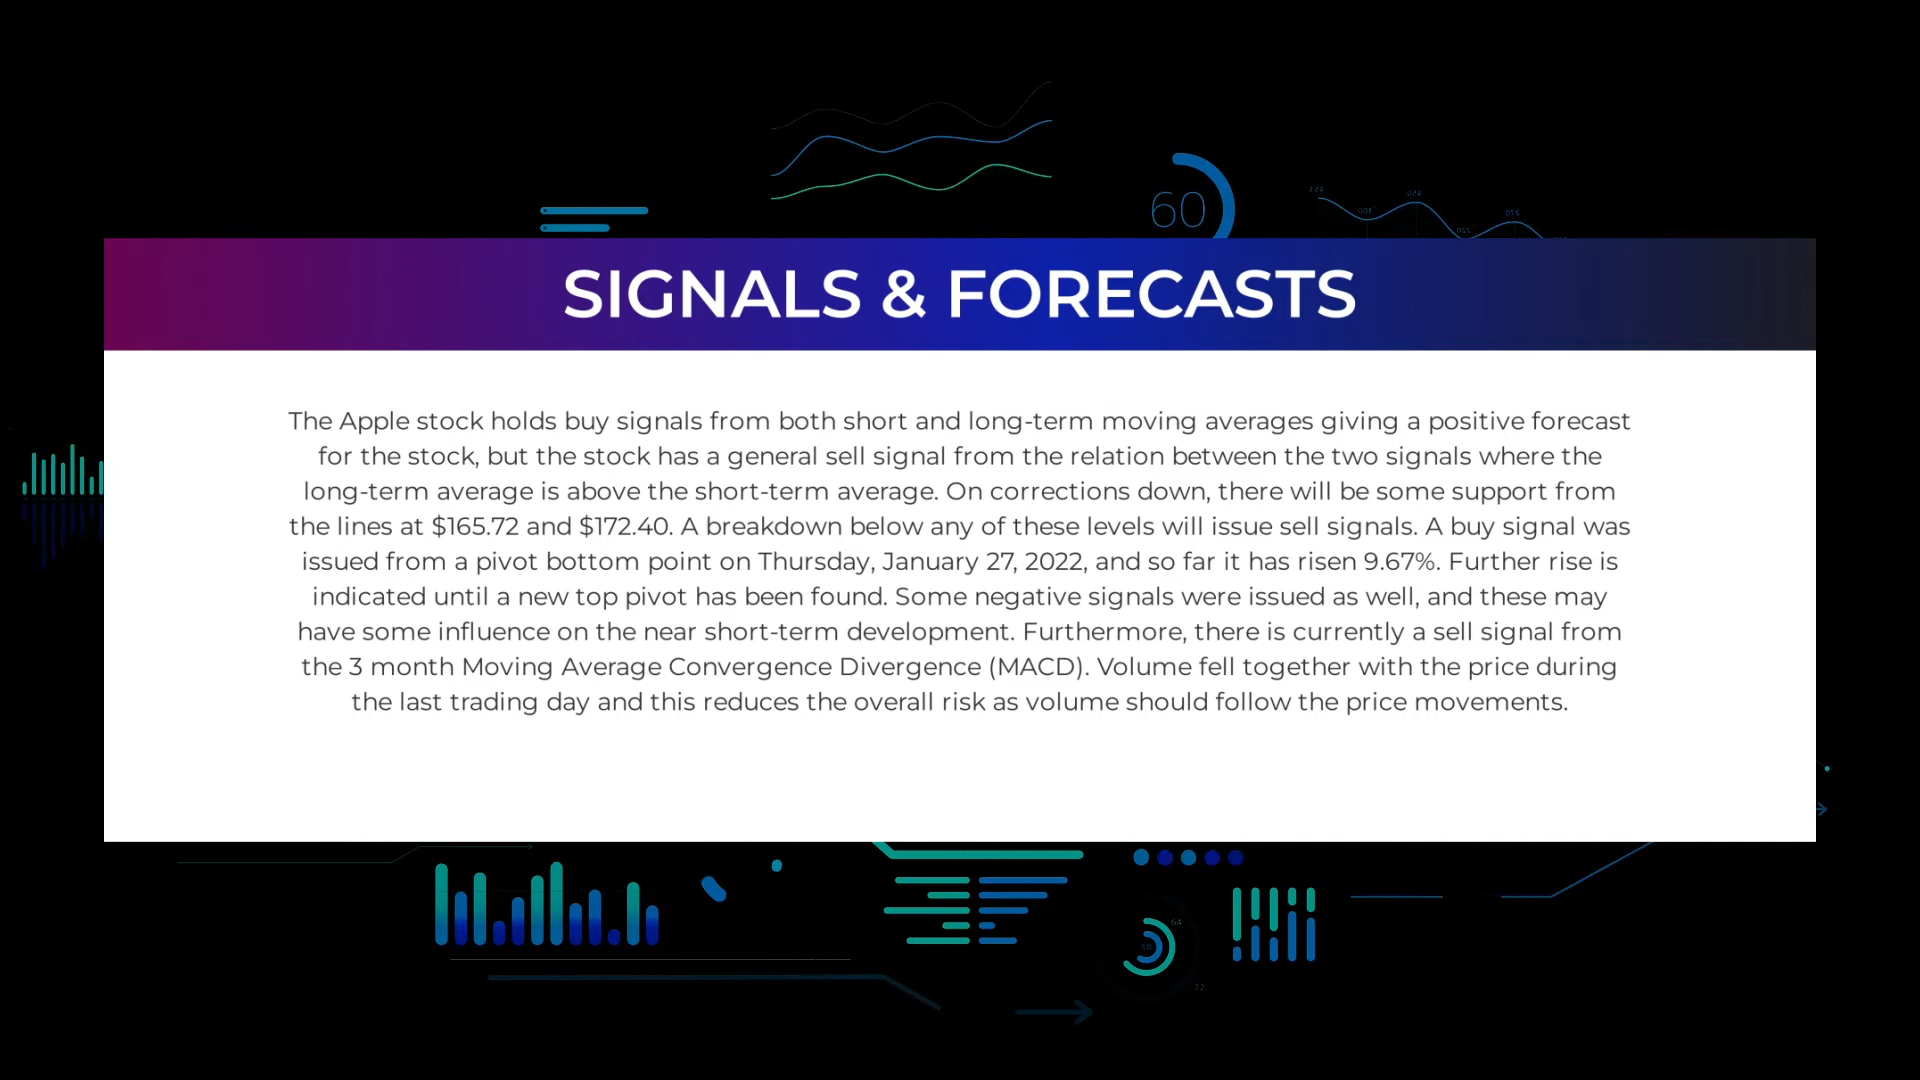 60
SIGNALS & FORECASTS
The Apple stock holds buy signals from both short and long-term moving averages giving a positive forecast
for the stock, but the stock has a general sell signal from the relation between the two signals where the
long-term average is above the short-term average. On corrections down, there will be some support from
the lines at $165.72 and $172.40. A breakdown below any of these levels will issue sell signals. A buy signal was
issued from a pivot bottom point on Thursday, January 27, 2022, and so far it has risen 9.67%. Further rise is
indicated until a new top pivot has been found. Some negative signals were issued as well, and these may
have some influence on the near short-term development. Furthermore, there is currently a sell signal from
the 3 month Moving Average Convergence Divergence (MACD). Volume fell together with the price during
the last trading day and this reduces the overall risk as volume should follow the price movements.
64
72